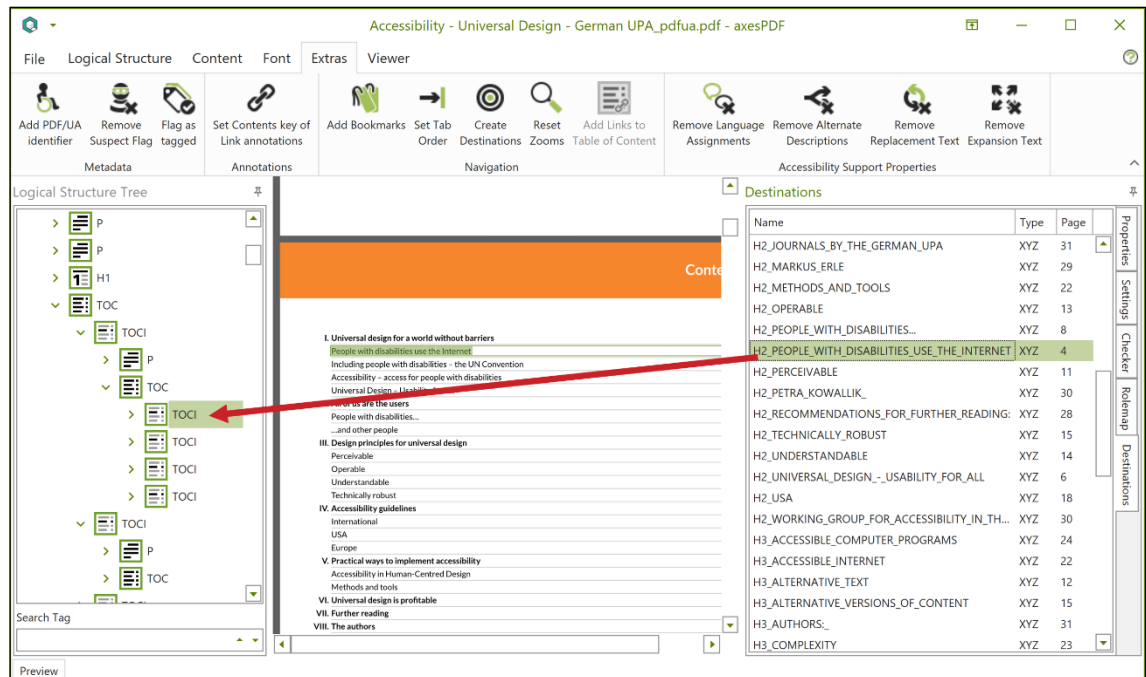 Accessibility - Universal Design - German UPA_pdfua.pdf - axesPDF
File Logical Structure Content Font Extras Viewer
Add PDF/UA identifier
Remove Suspect Flag
Flag as tagged
Set Contents key of Link annotations
Add Bookmarks
Set Tab Order
Create Destinations
Reset Zooms
Add Links to Table of Content
Remove Language Assignments
Remove Alternate Descriptions
Remove Replacement Text
Remove Expansion Text
Metadata
Annotations
Navigation
Accessibility Support Properties
Logical Structure Tree
P
P
H1
TOC
TOCI
P
TOC
TOCI
TOCI
TOCI
TOCI
TOCI
P
TOC
Search Tag
Preview
Conte
I. Universal design for a world without barriers
People with disabilities use the Internet
Including people with disabilities – the UN Convention
Accessibility – access for people with disabilities
Universal Design –
are the users
People with disabilities...
...and other people
III. Design principles for universal design
Perceivable
Operable
Understandable
Technically robust
IV. Accessibility guidelines
International
USA
Europe
V. Practical ways to implement accessibility
Accessibility in Human-Centred Design
Methods and tools
VI. Universal design is profitable
VII. Further reading
VIII. The authors
Destinations
Name Type Page
H2_JOURNALS_BY_THE_GERMAN_UPA XYZ 31
H2_MARKUS_ERLE XYZ 29
H2_METHODS_AND_TOOLS XYZ 22
H2_OPERABLE XYZ 13
H2_PEOPLE_WITH_DISABILITIES... XYZ 8
H2_PEOPLE_WITH_DISABILITIES_USE_THE_INTERNET XYZ 4
H2_PERCEIVABLE XYZ 11
H2_PETRA_KOWALLIK_ XYZ 30
H2_RECOMMENDATIONS_FOR_FURTHER_READING: XYZ 28
H2_TECHNICALLY_ROBUST XYZ 15
H2_UNDERSTANDABLE XYZ 14
H2_UNIVERSAL_DESIGN_-_USABILITY_FOR_ALL XYZ 6
H2_USA XYZ 18
H2_WORKING_GROUP_FOR_ACCESSIBILITY_IN_TH... XYZ 30
H3_ACCESSIBLE_COMPUTER_PROGRAMS XYZ 24
H3_ACCESSIBLE_INTERNET XYZ 22
H3_ALTERNATIVE_TEXT XYZ 12
H3_ALTERNATIVE_VERSIONS_OF_CONTENT XYZ 15
H3_AUTHORS:_ XYZ 31
H3_COMPLEXITY XYZ 23
Properties
Settings
Checker
Rolemap
Destinations